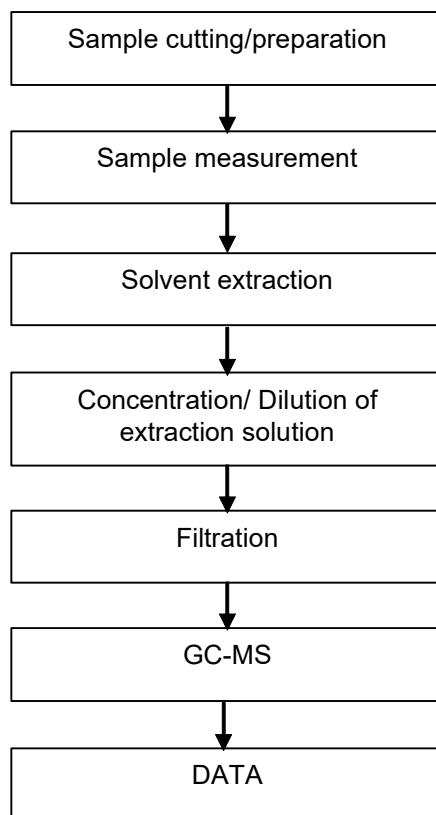 Sample cutting/preparation
Sample measurement
Solvent extraction
Concentration/ Dilution of
extraction solution
Filtration
GC-MS
DATA